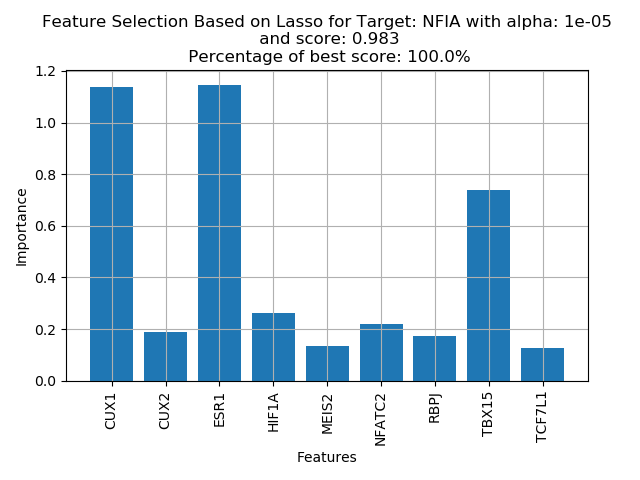 Feature Selection Based on Lasso for Target: NFIA with alpha: 1e-05
and score: 0.983
Percentage of best score: 100.0%
1.2
1.0
0.8
0.6
0.4
0.2
0.0
Importance
CUX1
CUX2
ESR1
HIF1A
MEIS2
NFATC2
RBPJ
TBX15
TCF7L1
Features